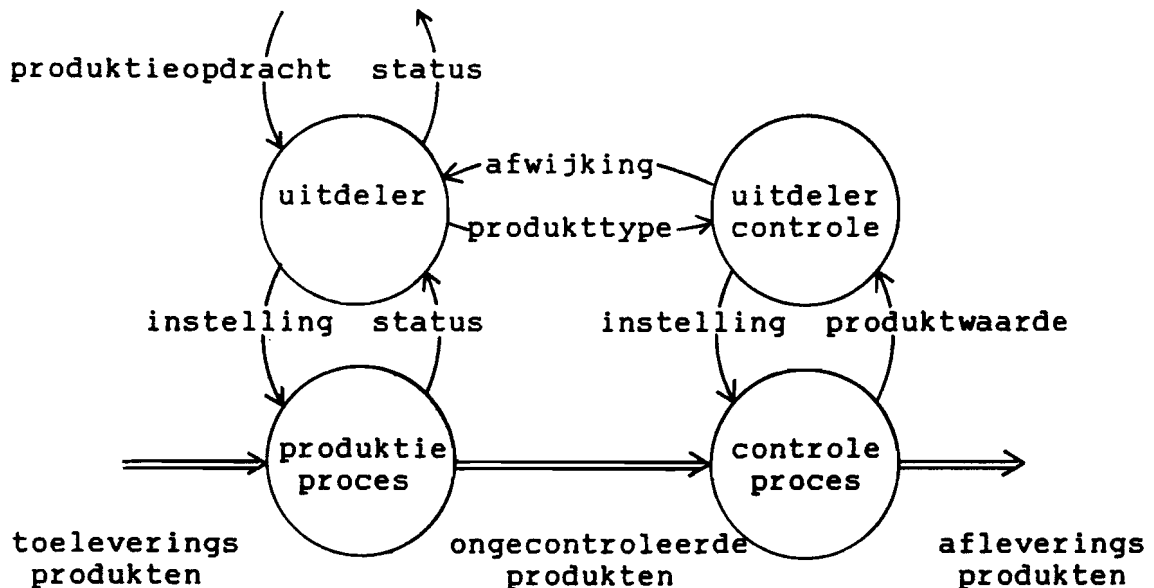 produktieopdracht status
uitdeler
afwijking
produkttype
uitdeler
controle
instelling status
instelling produktwaarde
produktie
proces
controle
proces
toeleverings
produkten
ongecontroleerde
produkten
afleverings
produkten